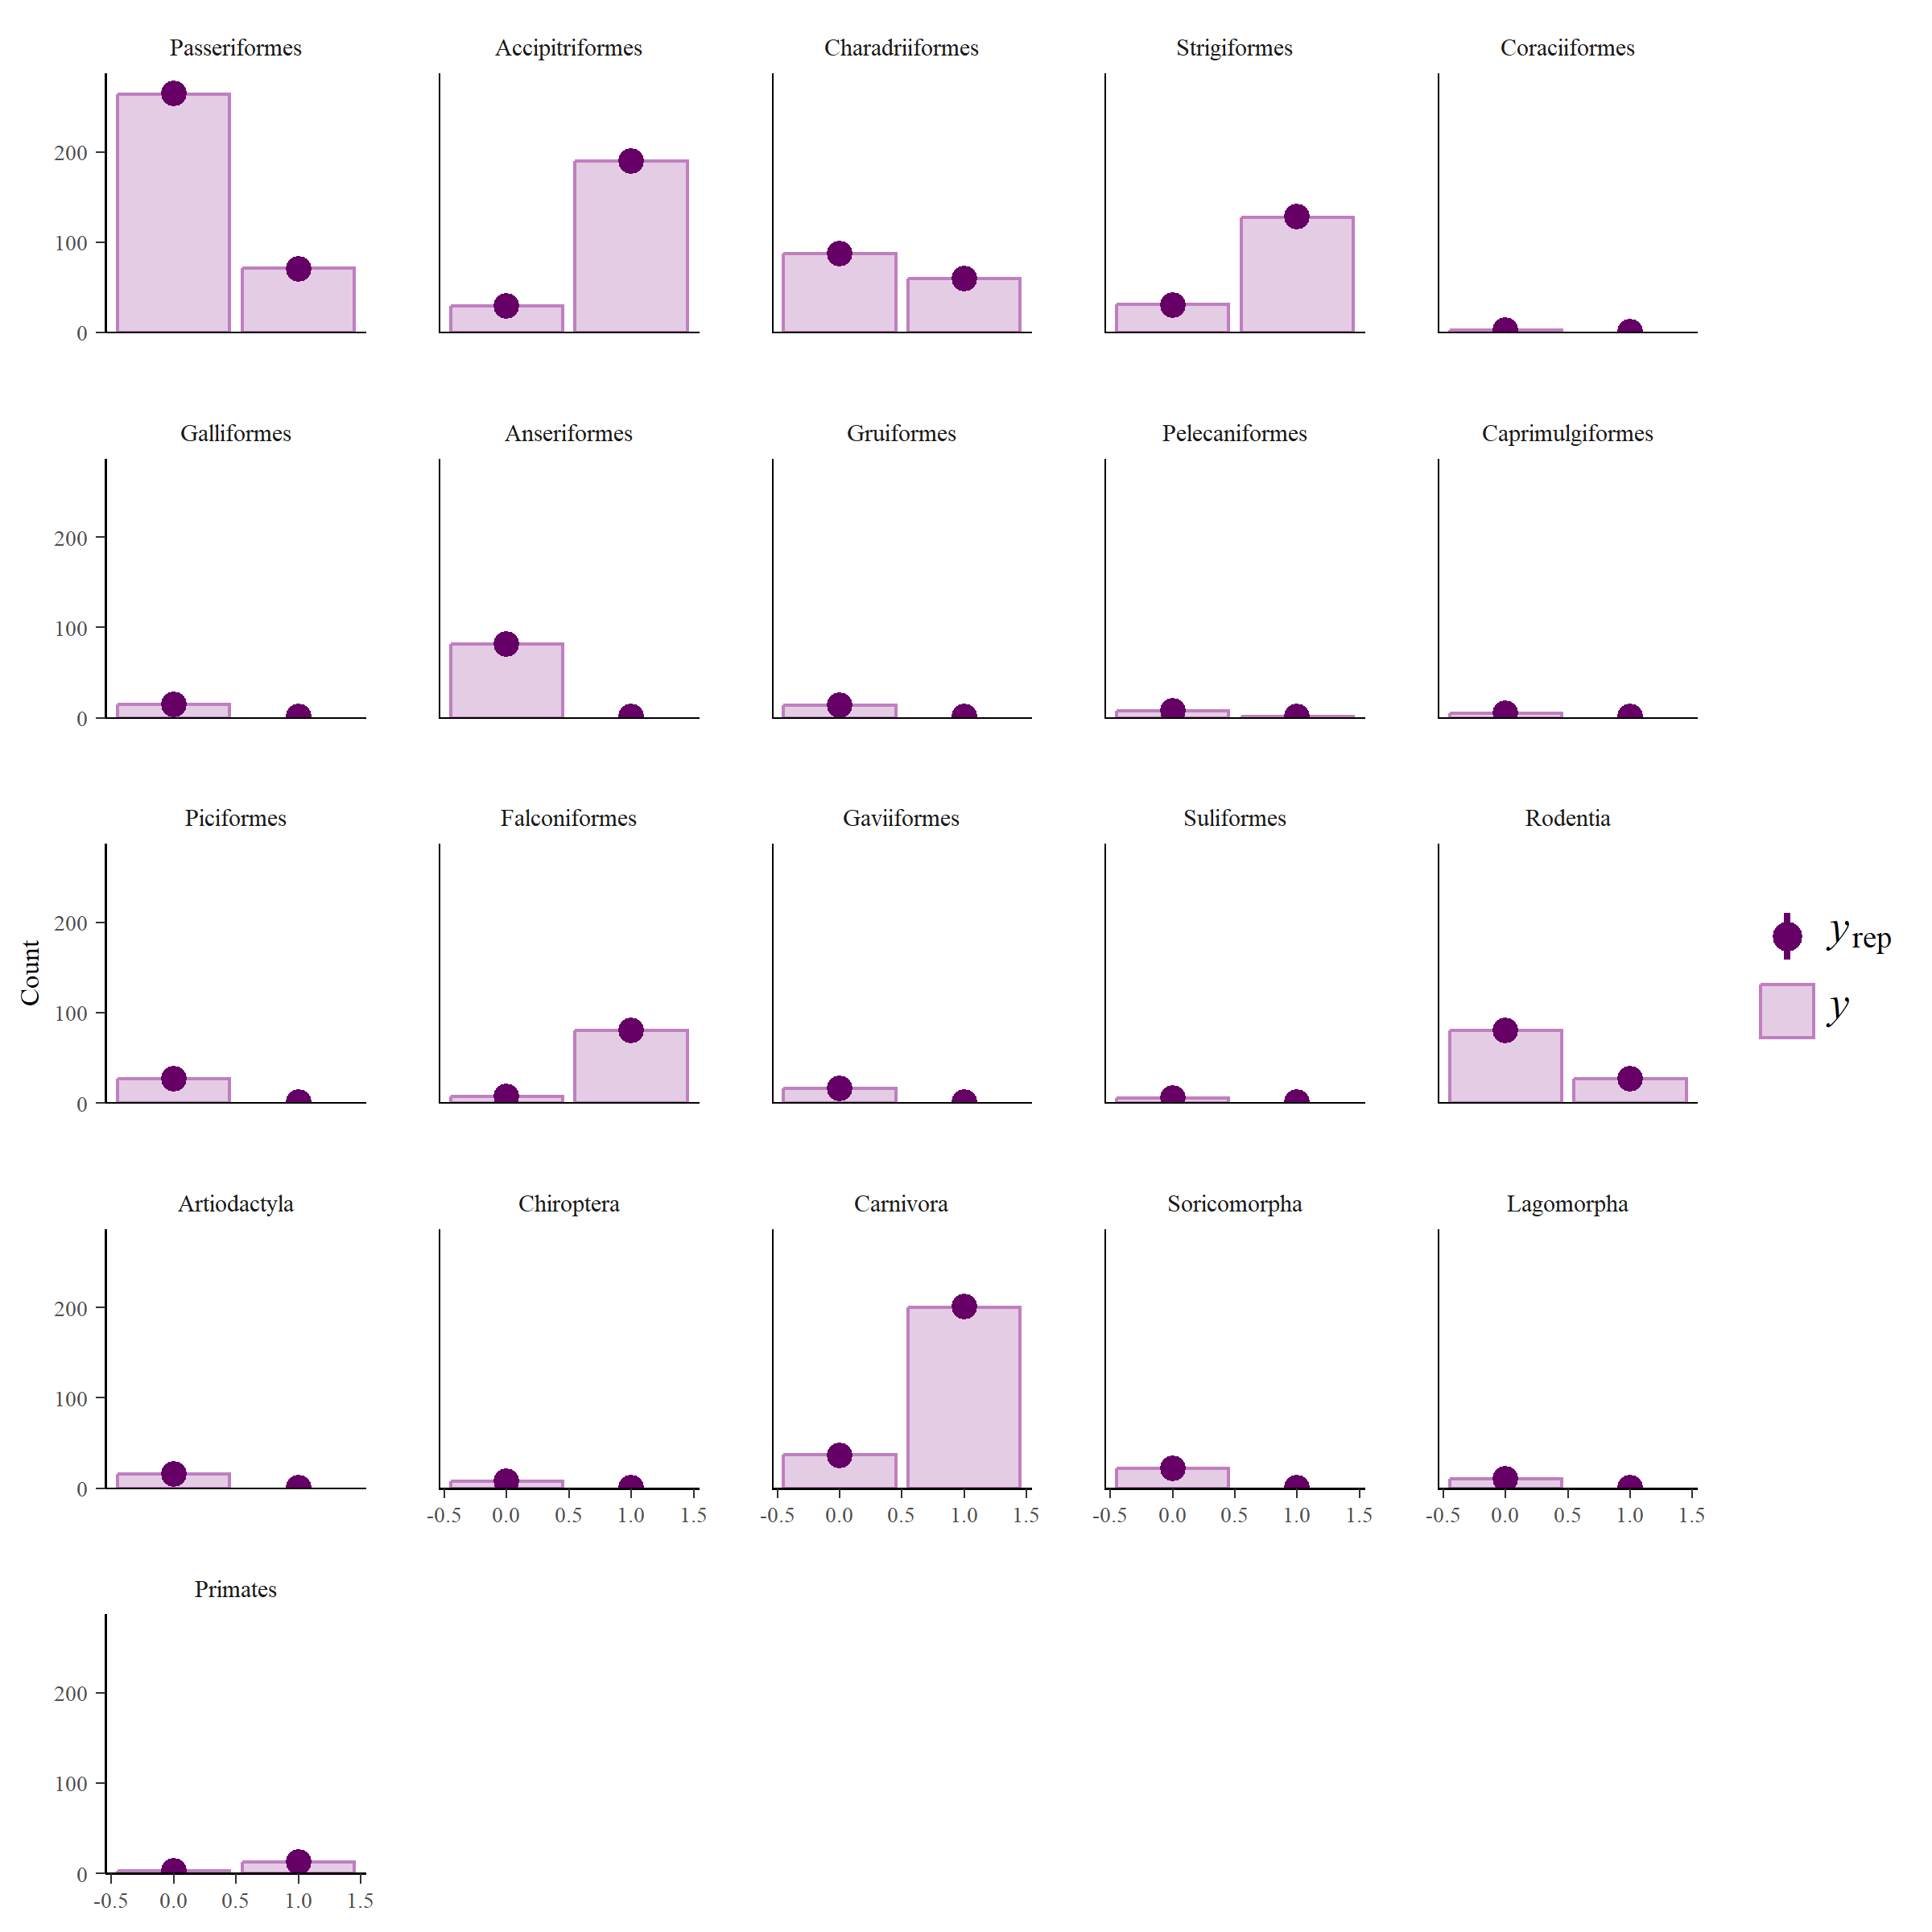 Passeriformes Accipitriformes Charadriiformes Strigiformes Coraciiformes
200
100
0
Galliformes Anseriformes Gruiformes Pelecaniformes Caprimulgiformes
200
100
0
Piciformes Falconiformes Gaviiformes Suliformes Rodentia
200
100
0
Count
y rep
y
Artiodactyla Chiroptera Carnivora Soricomorpha Lagomorpha
200
100
0
-0.5 0.0 0.5 1.0 1.5 -0.5 0.0 0.5 1.0 1.5 -0.5 0.0 0.5 1.0 1.5 -0.5 0.0 0.5 1.0 1.5
Primates
200
100
0
-0.5 0.0 0.5 1.0 1.5